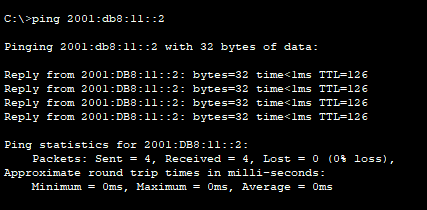 C:\>ping 2001:db8:11::2
Pinging 2001:db8:11::2 with 32 bytes of data:
Reply from 2001:DB8:11::2: bytes=32 time<1ms TTL=126
Reply from 2001:DB8:11::2: bytes=32 time<1ms TTL=126
Reply from 2001:DB8:11::2: bytes=32 time<1ms TTL=126
Reply from 2001:DB8:11::2: bytes=32 time<1ms TTL=126
Ping statistics for 2001:DB8:11::2:
Packets: Sent = 4, Received = 4, Lost = 0 (0% loss),
Approximate round trip times in milli-seconds:
Minimum = 0ms, Maximum = 0ms, Average = 0ms